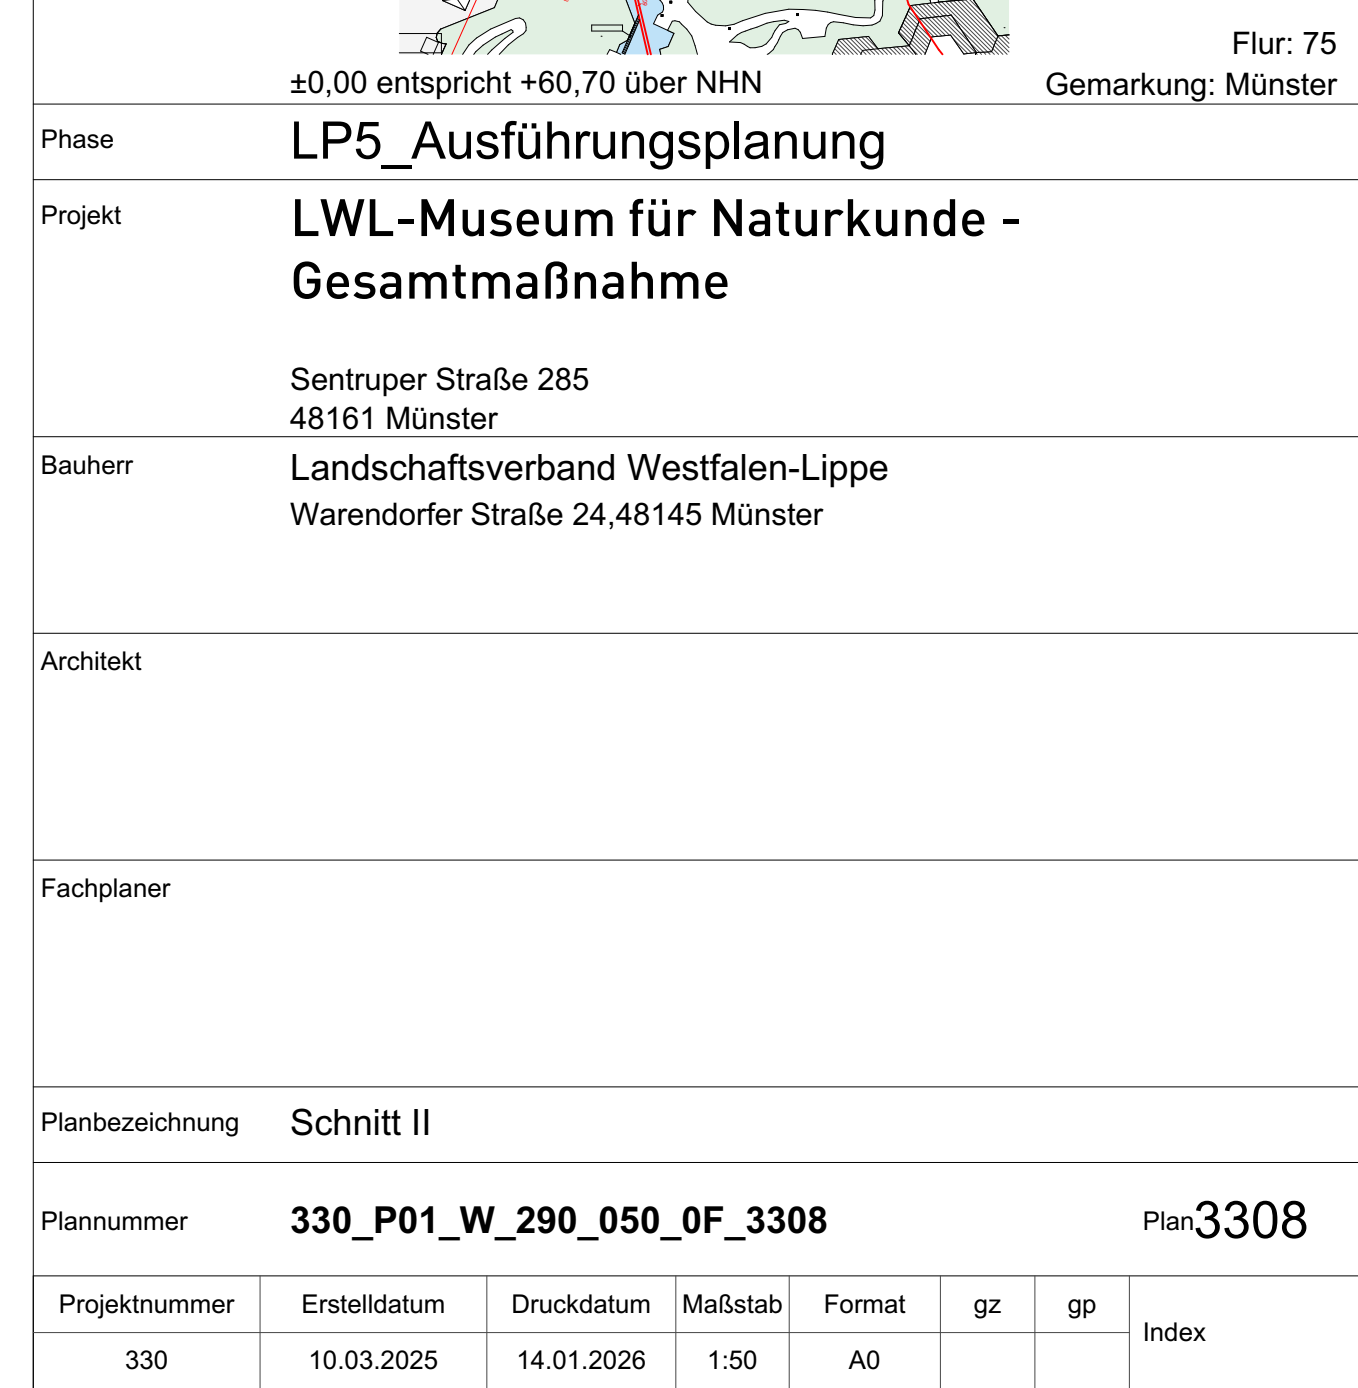 Flur: 75
±0,00 entspricht +60,70 über NHN
Gemarkung: Münster
Phase
LP5_Ausführungsplanung
Projekt
LWL-Museum für Naturkunde -
Gesamtmaßnahme
Sentruper Straße 285
48161 Münster
Bauherr
Landschaftsverband Westfalen-Lippe
Warendorfer Straße 24,48145 Münster
Architekt
Fachplaner
Planbezeichnung
Schnitt II
Plannummer
330_P01_W_290_050_0F_3308
Plan3308
Projektnummer Erstelldatum Druckdatum Maßstab Format gz gp
Index
330 10.03.2025 14.01.2026 1:50 A0